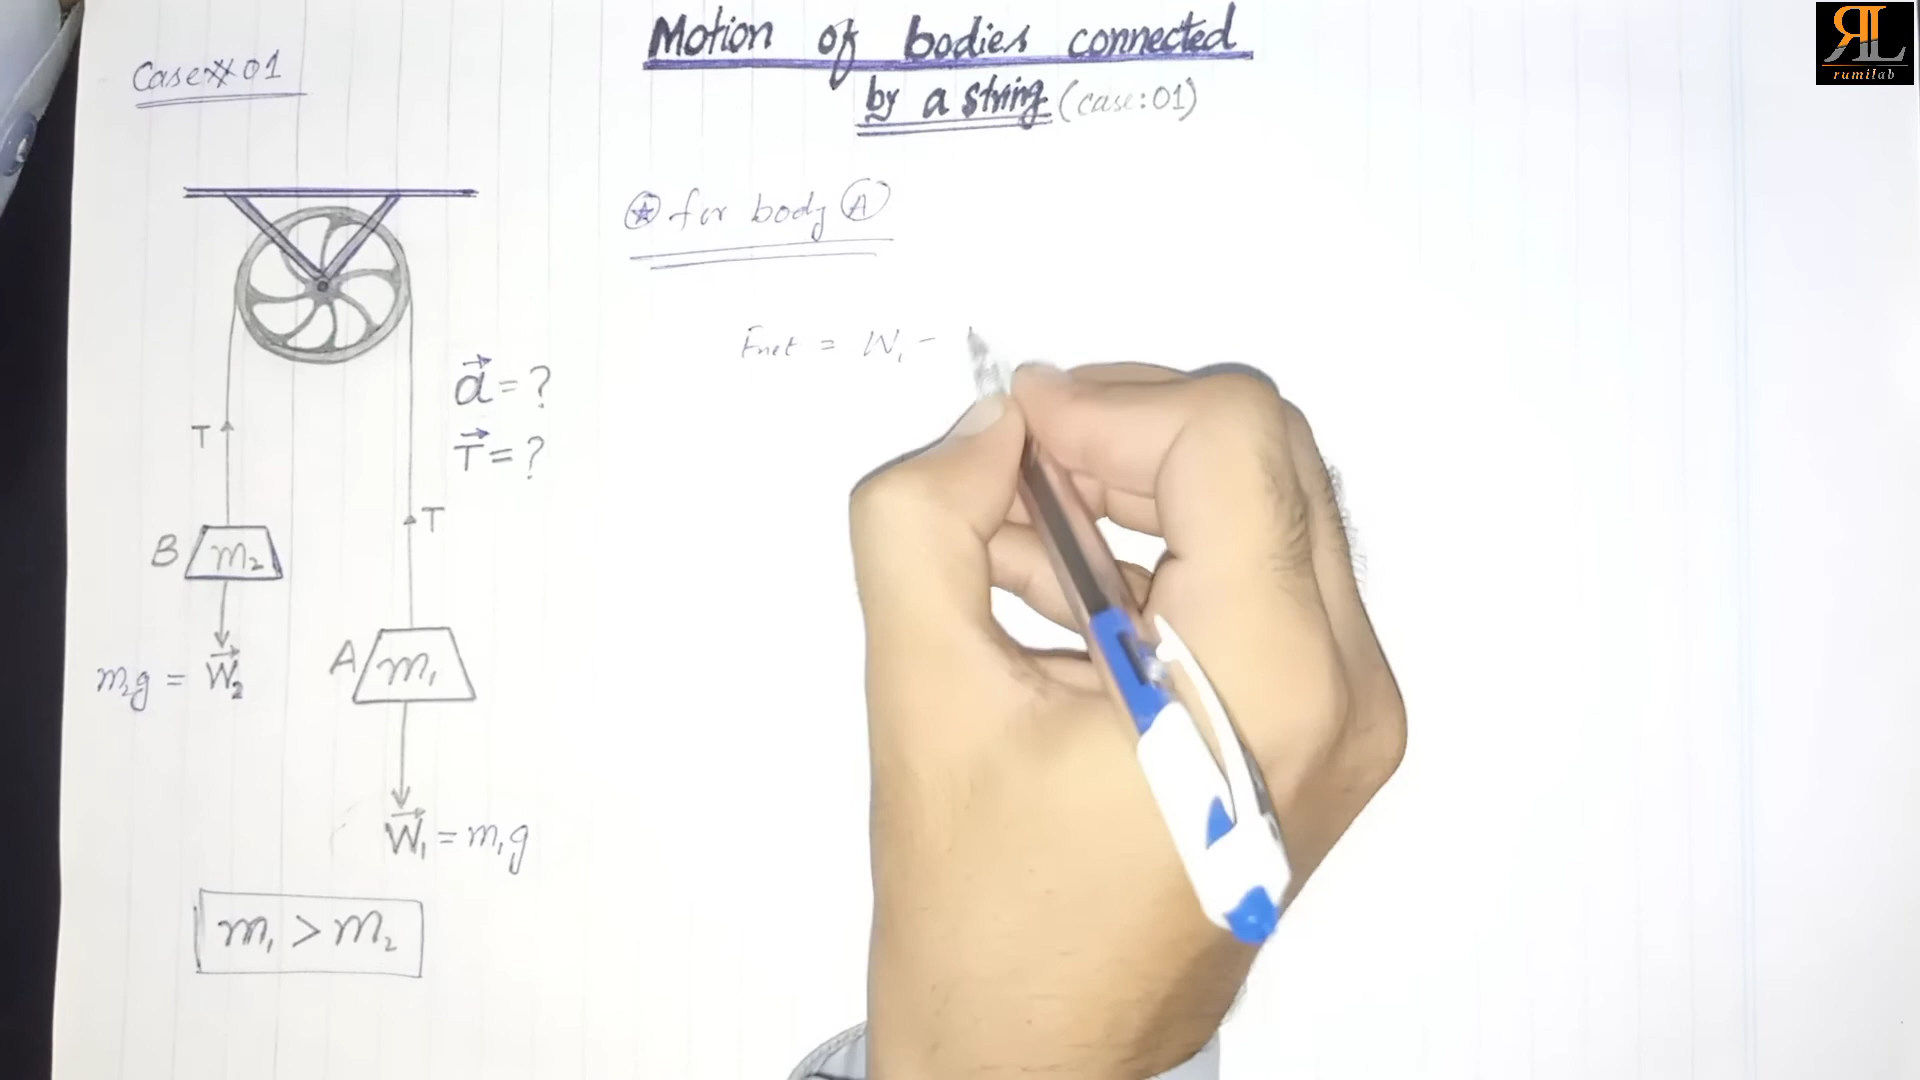 Case # 01
Motion of bodies connected
by a string (case:01)
for body A
Fnet = W₁ -
a⃗ = ?
T⃗ = ?
T
T
B m₂
m₂g = W⃗₂
A m₁
W⃗₁ = m₁g
m₁ > m₂
RL
rumilab